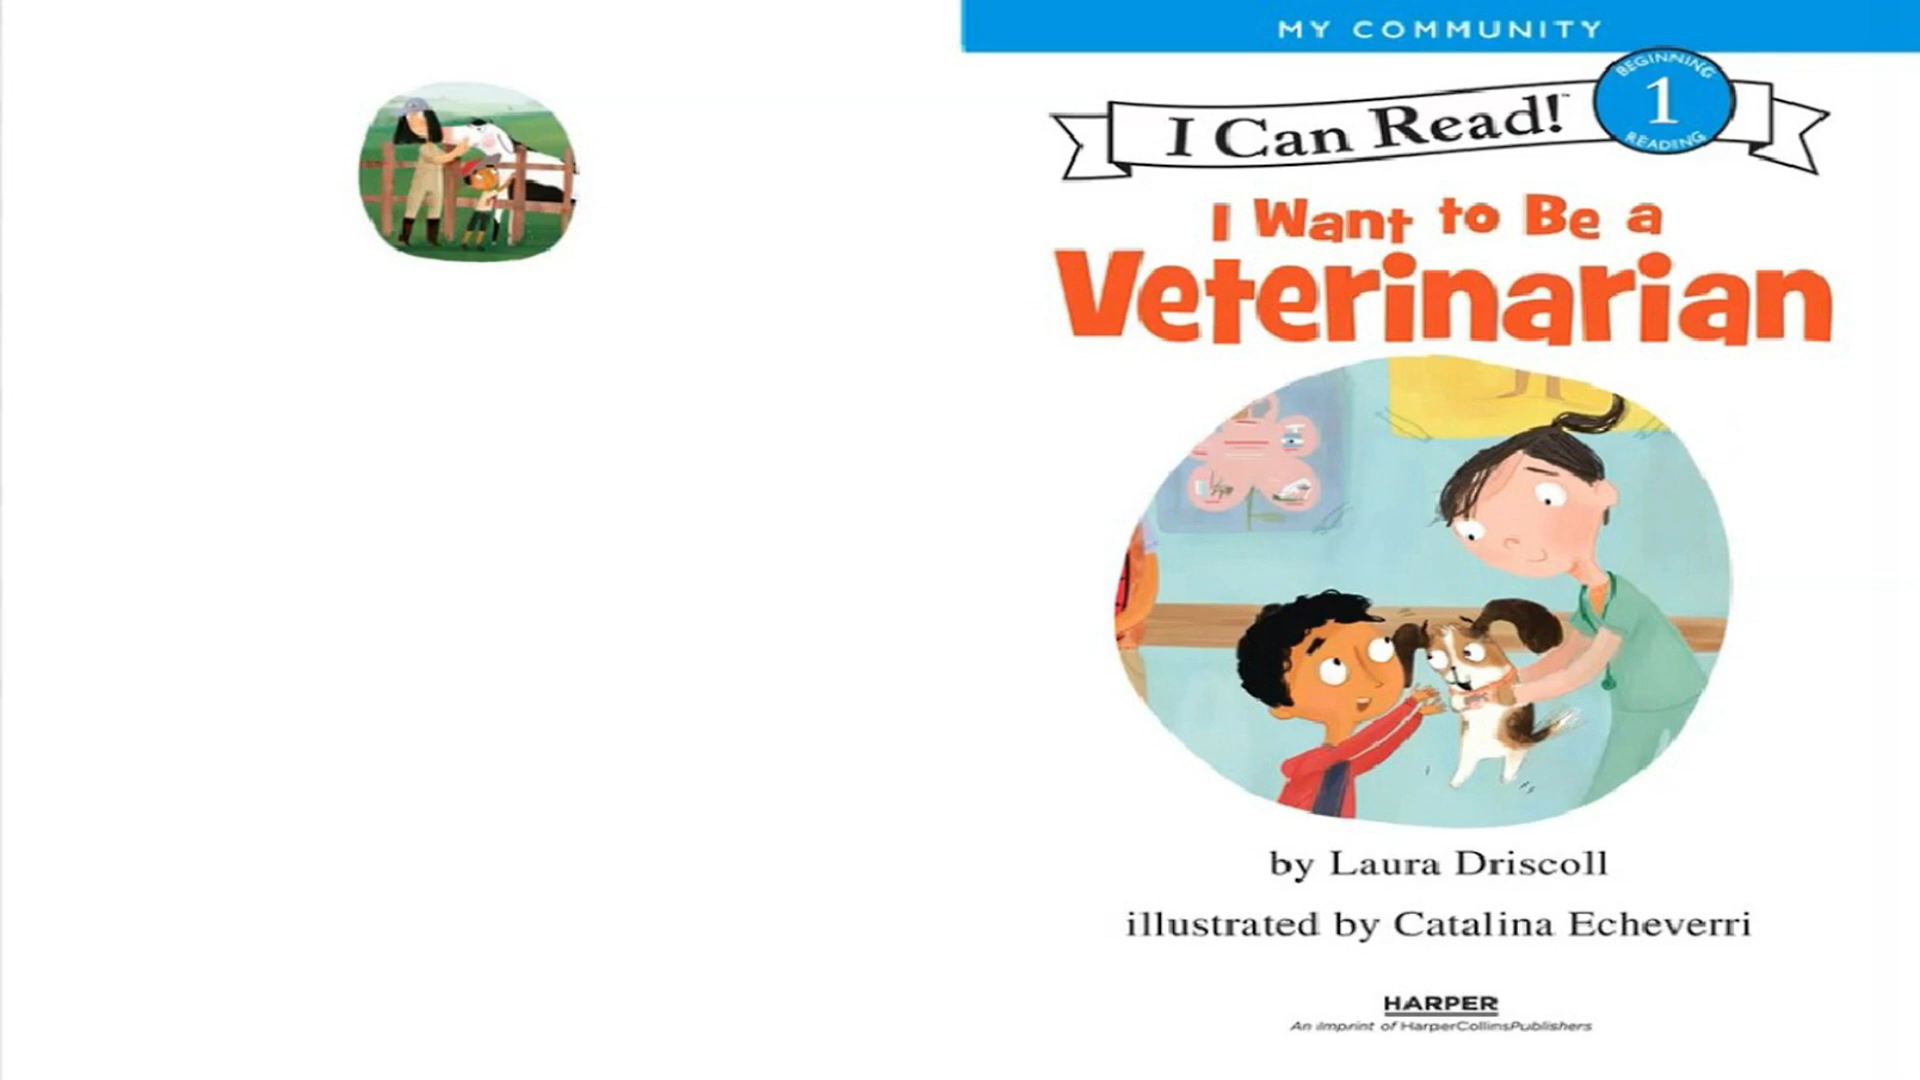 MY COMMUNITY
BEGINNING
1
READING
I Can Read!™
I Want to Be a
Veterinarian
by Laura Driscoll
illustrated by Catalina Echeverri
HARPER
An Imprint of HarperCollinsPublishers